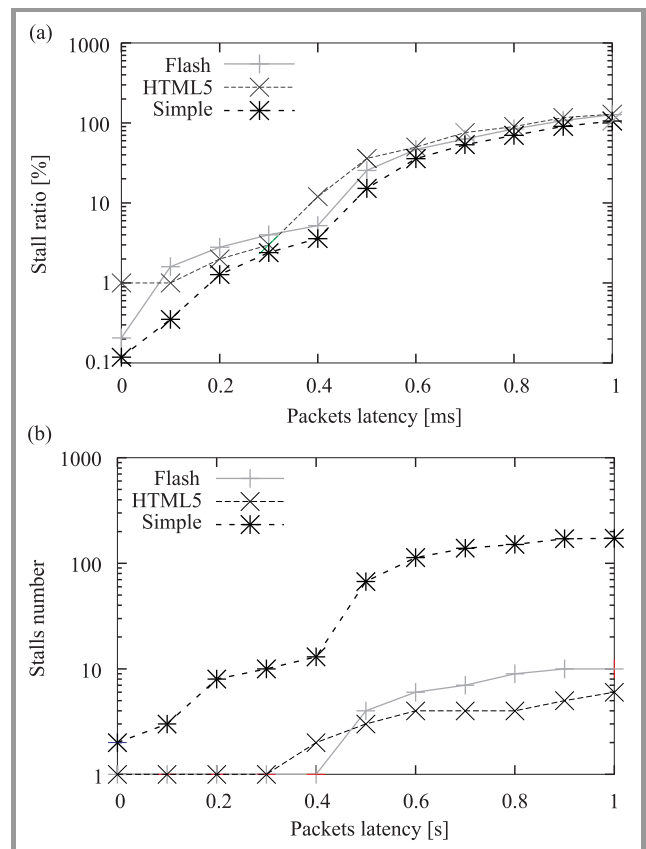 (a)
1000
100
10
1
0.1
Stall ratio [%]
Flash
HTML5
Simple
0 0.2 0.4 0.6 0.8 1
Packets latency [ms]
(b)
1000
100
10
1
Stalls number
Flash
HTML5
Simple
0 0.2 0.4 0.6 0.8 1
Packets latency [s]